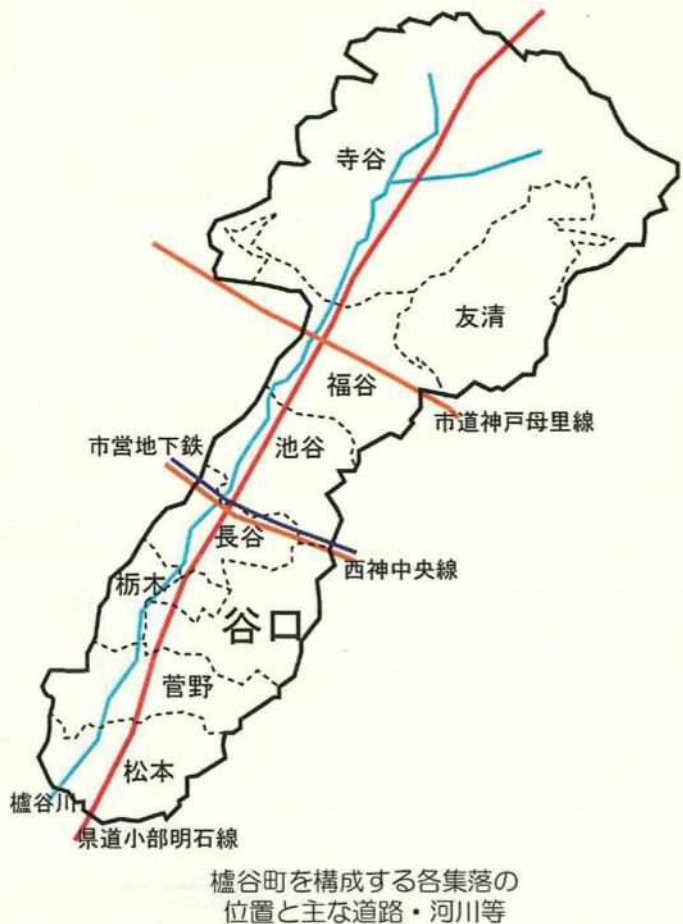 寺谷
友清
福谷
市道神戸母里線
池谷
市営地下鉄
長谷
西神中央線
栃木
谷口
菅野
松本
櫨谷川
県道小部明石線
櫨谷町を構成する各集落の
位置と主な道路・河川等